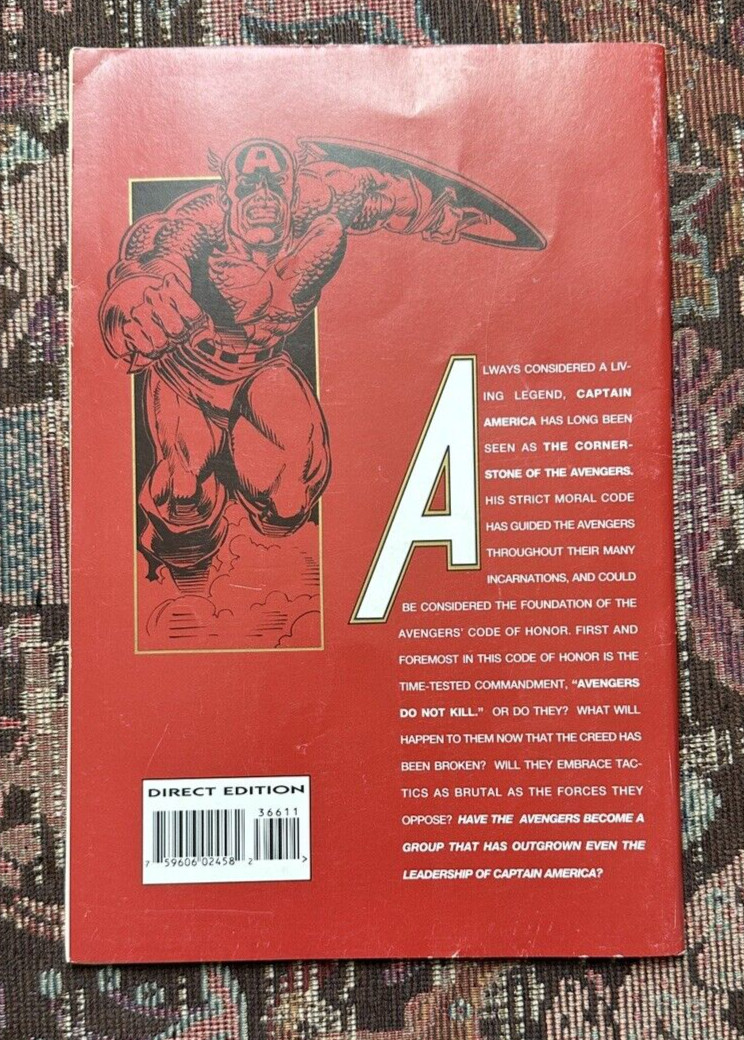 A
ALWAYS CONSIDERED A LIV-
ING LEGEND, CAPTAIN
AMERICA HAS LONG BEEN
SEEN AS THE CORNER-
STONE OF THE AVENGERS.
HIS STRICT MORAL CODE
HAS GUIDED THE AVENGERS
THROUGHOUT THEIR MANY
INCARNATIONS, AND COULD
BE CONSIDERED THE FOUNDATION OF THE
AVENGERS' CODE OF HONOR. FIRST AND
FOREMOST IN THIS CODE OF HONOR IS THE
TIME-TESTED COMMANDMENT, “AVENGERS
DO NOT KILL.” OR DO THEY? WHAT WILL
HAPPEN TO THEM NOW THAT THE CREED HAS
BEEN BROKEN? WILL THEY EMBRACE TAC-
TICS AS BRUTAL AS THE FORCES THEY
OPPOSE? HAVE THE AVENGERS BECOME A
GROUP THAT HAS OUTGROWN EVEN THE
LEADERSHIP OF CAPTAIN AMERICA?
DIRECT EDITION
36611
7 59606 02458 2 >